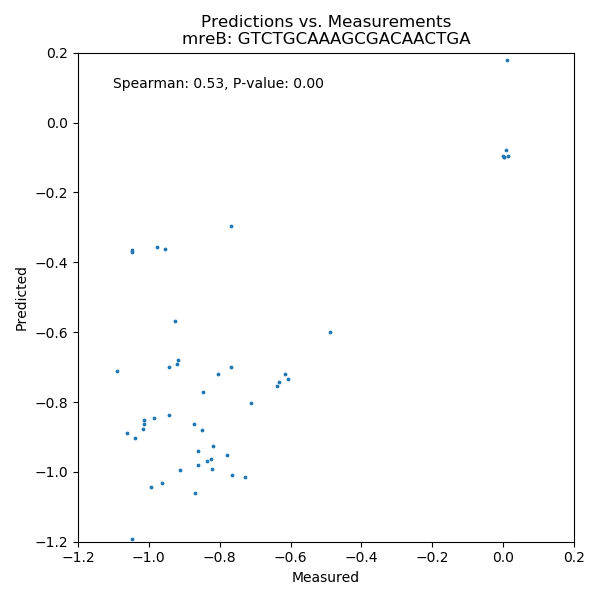 Predictions vs. Measurements
mreB: GTCTGCAAAGCGACAACTGA
Spearman: 0.53, P-value: 0.00
0.2
0.0
−0.2
−0.4
−0.6
−0.8
−1.0
−1.2
Predicted
−1.2 −1.0 −0.8 −0.6 −0.4 −0.2 0.0 0.2
Measured